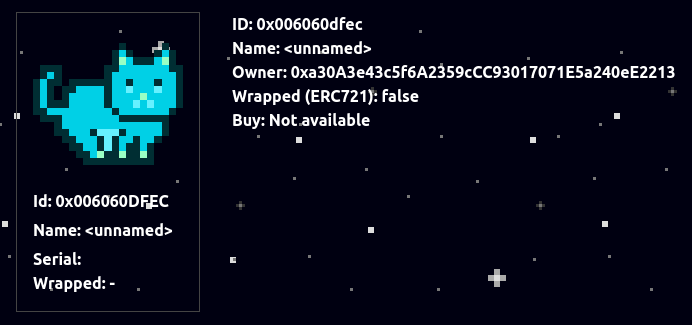 ID: 0x006060dfec
Name: <unnamed>
Owner: 0xa30A3e43c5f6A2359cCC93017071E5a240eE2213
Wrapped (ERC721): false
Buy: Not available
Id: 0x006060DFEC
Name: <unnamed>
Serial:
Wrapped: -